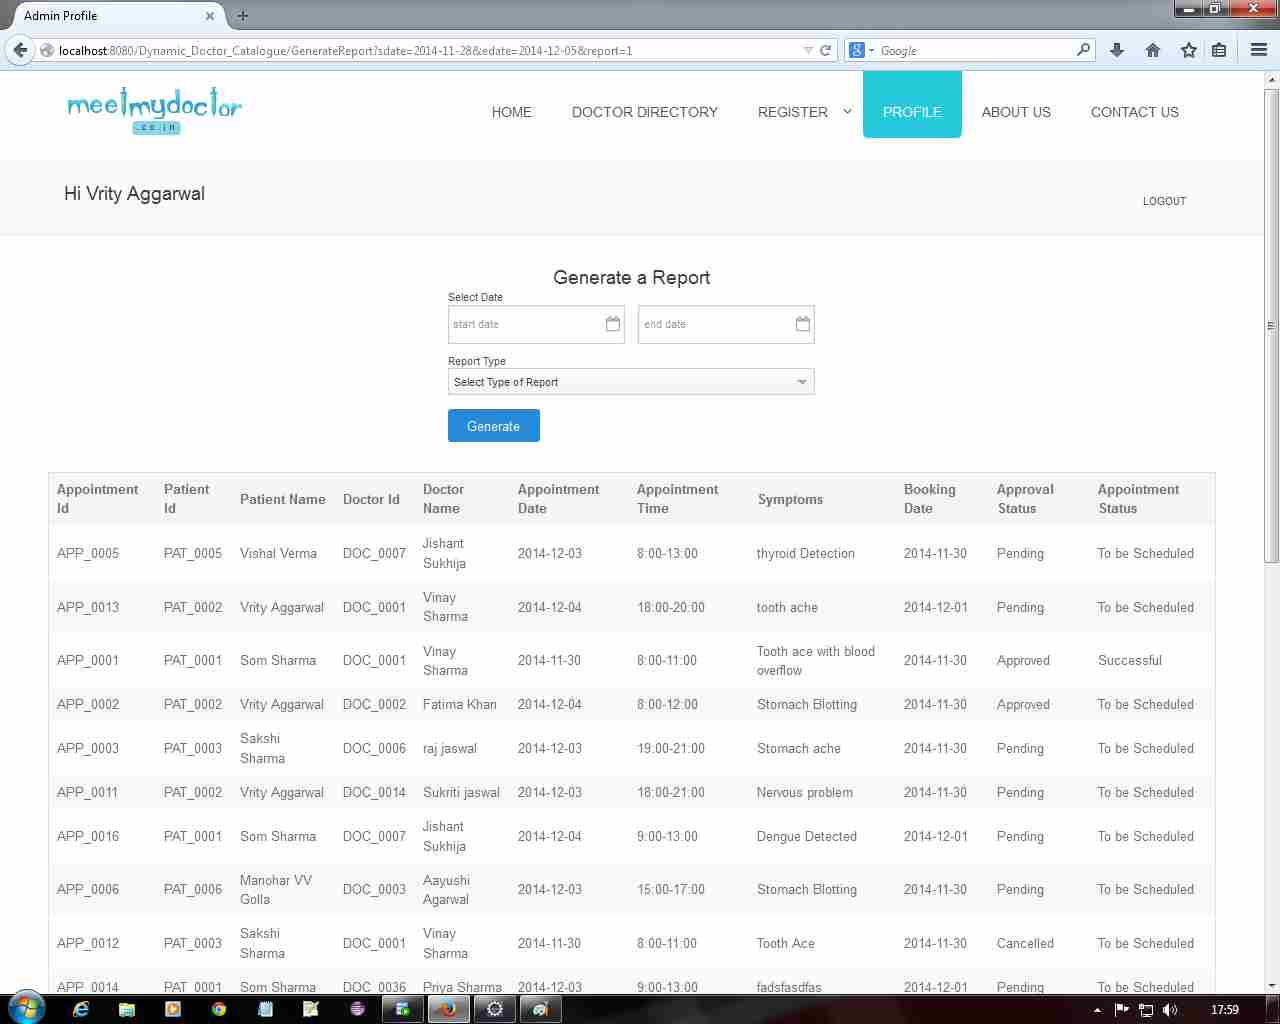 Admin Profile
localhost:8080/Dynamic_Doctor_Catalogue/GenerateReport?sdate=2014-11-28&edate=2014-12-05&report=1
Google
meetmydoctor
.co.in
HOME DOCTOR DIRECTORY REGISTER PROFILE ABOUT US CONTACT US
Hi Vrity Aggarwal
LOGOUT
Generate a Report
Select Date
start date end date
Report Type
Select Type of Report
Generate
Appointment Id Patient Id Patient Name Doctor Id Doctor Name Appointment Date Appointment Time Symptoms Booking Date Approval Status Appointment Status
APP_0005 PAT_0005 Vishal Verma DOC_0007 Jishant Sukhija 2014-12-03 8:00-13:00 thyroid Detection 2014-11-30 Pending To be Scheduled
APP_0013 PAT_0002 Vrity Aggarwal DOC_0001 Vinay Sharma 2014-12-04 18:00-20:00 tooth ache 2014-12-01 Pending To be Scheduled
APP_0001 PAT_0001 Som Sharma DOC_0001 Vinay Sharma 2014-11-30 8:00-11:00 Tooth ace with blood overflow 2014-11-30 Approved Successful
APP_0002 PAT_0002 Vrity Aggarwal DOC_0002 Fatima Khan 2014-12-04 8:00-12:00 Stomach Blotting 2014-11-30 Approved To be Scheduled
APP_0003 PAT_0003 Sakshi Sharma DOC_0006 raj jaswal 2014-12-03 19:00-21:00 Stomach ache 2014-11-30 Pending To be Scheduled
APP_0011 PAT_0002 Vrity Aggarwal DOC_0014 Sukriti jaswal 2014-12-03 18:00-21:00 Nervous problem 2014-11-30 Pending To be Scheduled
APP_0016 PAT_0001 Som Sharma DOC_0007 Jishant Sukhija 2014-12-04 9:00-13:00 Dengue Detected 2014-12-01 Pending To be Scheduled
APP_0006 PAT_0006 Manohar VV Golla DOC_0003 Aayushi Agarwal 2014-12-03 15:00-17:00 Stomach Blotting 2014-11-30 Pending To be Scheduled
APP_0012 PAT_0003 Sakshi Sharma DOC_0001 Vinay Sharma 2014-11-30 8:00-11:00 Tooth Ace 2014-11-30 Cancelled To be Scheduled
APP_0014 PAT_0001 Som Sharma DOC_0036 Priya Sharma 2014-12-03 9:00-13:00 fadsfasdfas 2014-12-01 Pending To be Scheduled
17:59